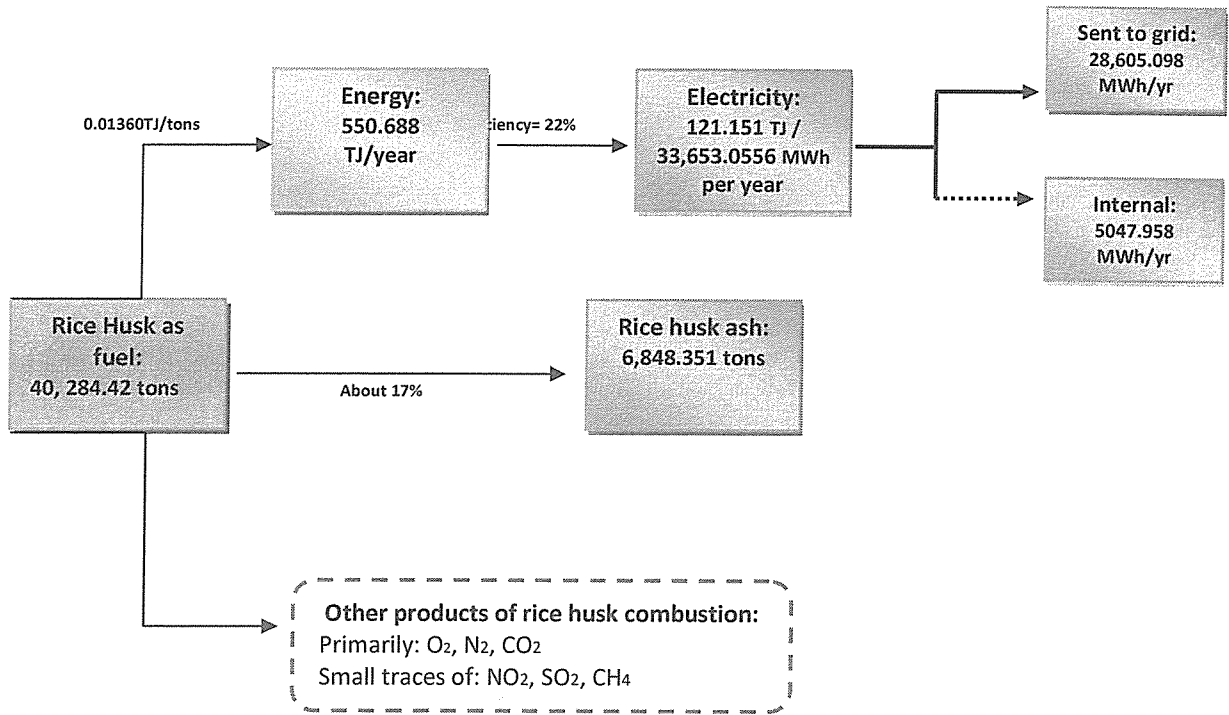 Sent to grid:
28,605.098
MWh/yr
Energy:
550.688
TJ/year
Electricity:
121.151 TJ /
33,653.0556 MWh
per year
0.01360TJ/tons
ciency= 22%
Internal:
5047.958
MWh/yr
Rice Husk as
fuel:
40, 284.42 tons
Rice husk ash:
6,848.351 tons
About 17%
Other products of rice husk combustion:
Primarily: O₂, N₂, CO₂
Small traces of: NO₂, SO₂, CH₄